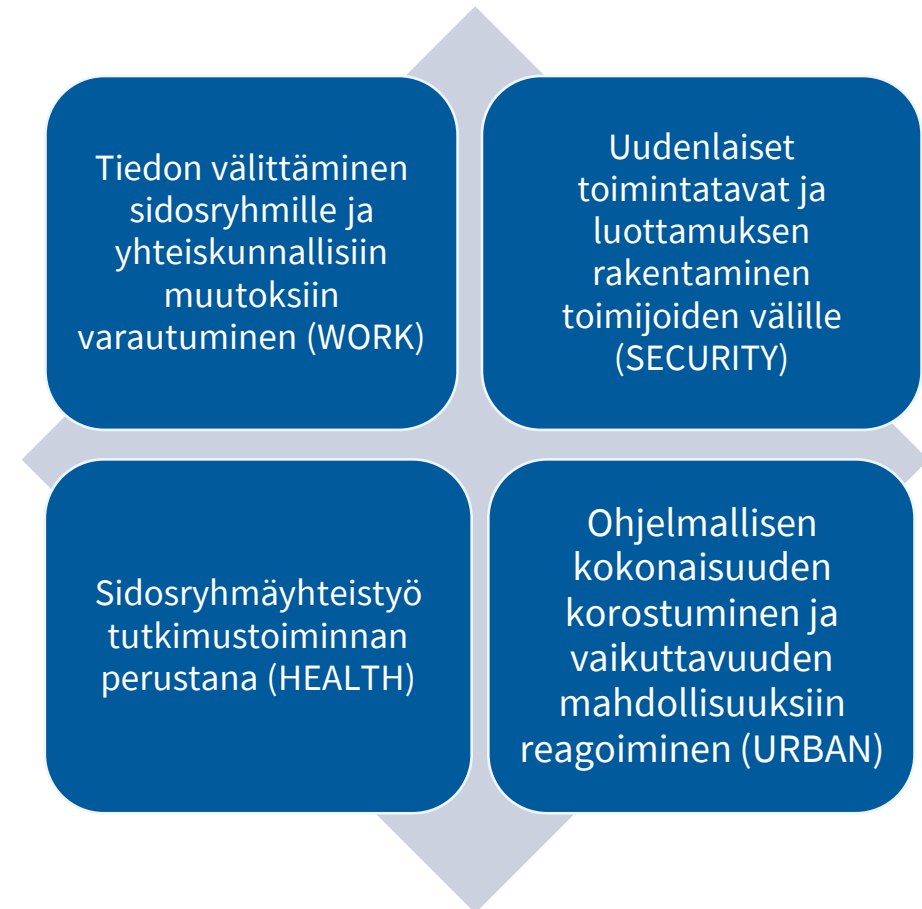 Tiedon välittäminen
sidosryhmille ja
yhteiskunnallisiin
muutoksiin
varautuminen (WORK)
Uudenlaiset
toimintatavat ja
luottamuksen
rakentaminen
toimijoiden välille
(SECURITY)
Sidosryhmäyhteistyö
tutkimustoiminnan
perustana (HEALTH)
Ohjelmallisen
kokonaisuuden
korostuminen ja
vaikuttavuuden
mahdollisuuksiin
reagoiminen (URBAN)